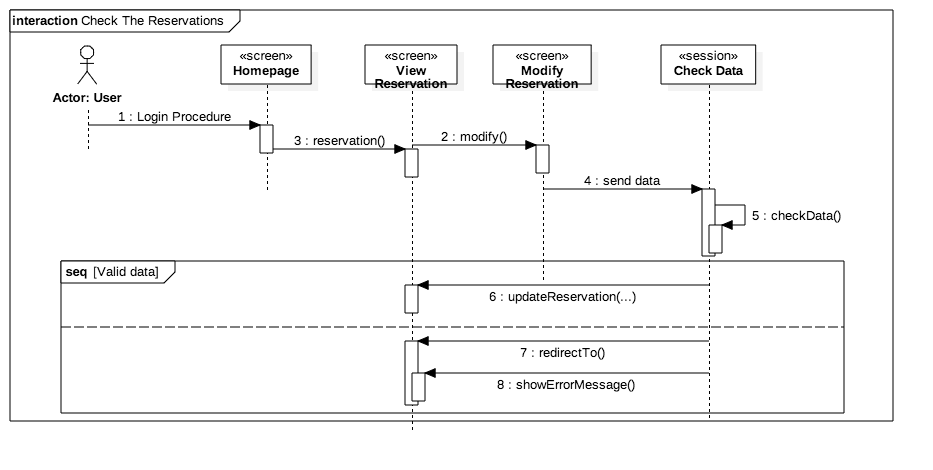 interaction Check The Reservations
«screen»
Homepage
«screen»
View
Reservation
«screen»
Modify
Reservation
«session»
Check Data
Actor: User
1 : Login Procedure
3 : reservation()
2 : modify()
4 : send data
5 : checkData()
seq [Valid data]
6 : updateReservation(...)
7 : redirectTo()
8 : showErrorMessage()